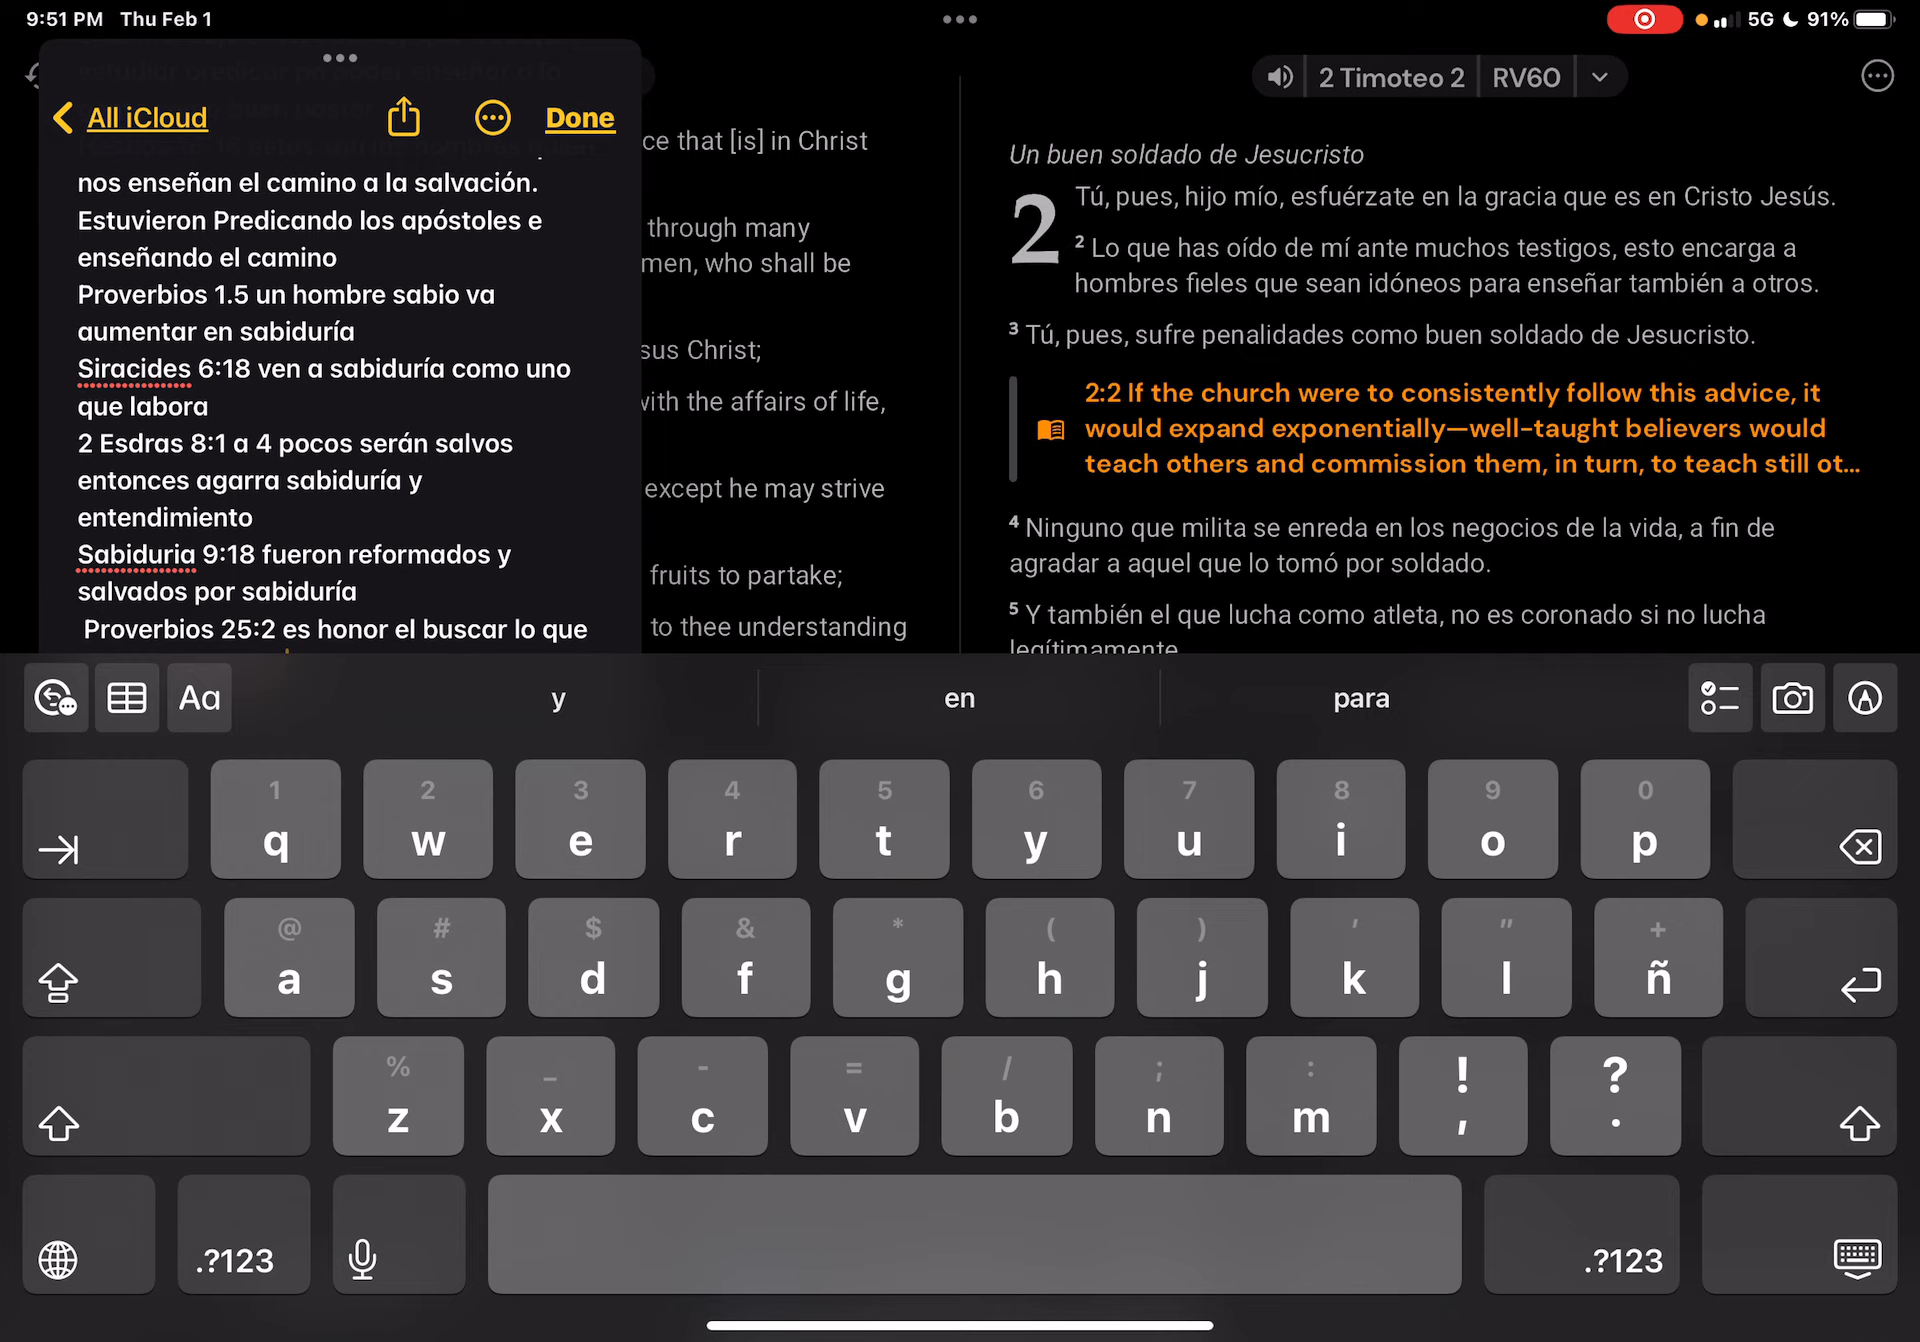 9:51 PM Thu Feb 1
5G 91%
All iCloud
Done
nos enseñan el camino a la salvación.
Estuvieron Predicando los apóstoles e
enseñando el camino
Proverbios 1.5 un hombre sabio va
aumentar en sabiduría
Siracides 6:18 ven a sabiduría como uno
que labora
2 Esdras 8:1 a 4 pocos serán salvos
entonces agarra sabiduría y
entendimiento
Sabiduria 9:18 fueron reformados y
salvados por sabiduría
Proverbios 25:2 es honor el buscar lo que
ce that [is] in Christ
through many
men, who shall be
sus Christ;
with the affairs of life,
except he may strive
fruits to partake;
to thee understanding
2 Timoteo 2 RV60
Un buen soldado de Jesucristo
2 Tú, pues, hijo mío, esfuérzate en la gracia que es en Cristo Jesús.
2 Lo que has oído de mí ante muchos testigos, esto encarga a
hombres fieles que sean idóneos para enseñar también a otros.
3 Tú, pues, sufre penalidades como buen soldado de Jesucristo.
2:2 If the church were to consistently follow this advice, it
would expand exponentially—well-taught believers would
teach others and commission them, in turn, to teach still ot...
4 Ninguno que milita se enreda en los negocios de la vida, a fin de
agradar a aquel que lo tomó por soldado.
5 Y también el que lucha como atleta, no es coronado si no lucha
legítimamente
Aa y en para
1 2 3 4 5 6 7 8 9 0
q w e r t y u i o p
@ # $ & * ( ) ' " +
a s d f g h j k l ñ
% _ - = / ; : ! ?
z x c v b n m , .
.?123 .?123